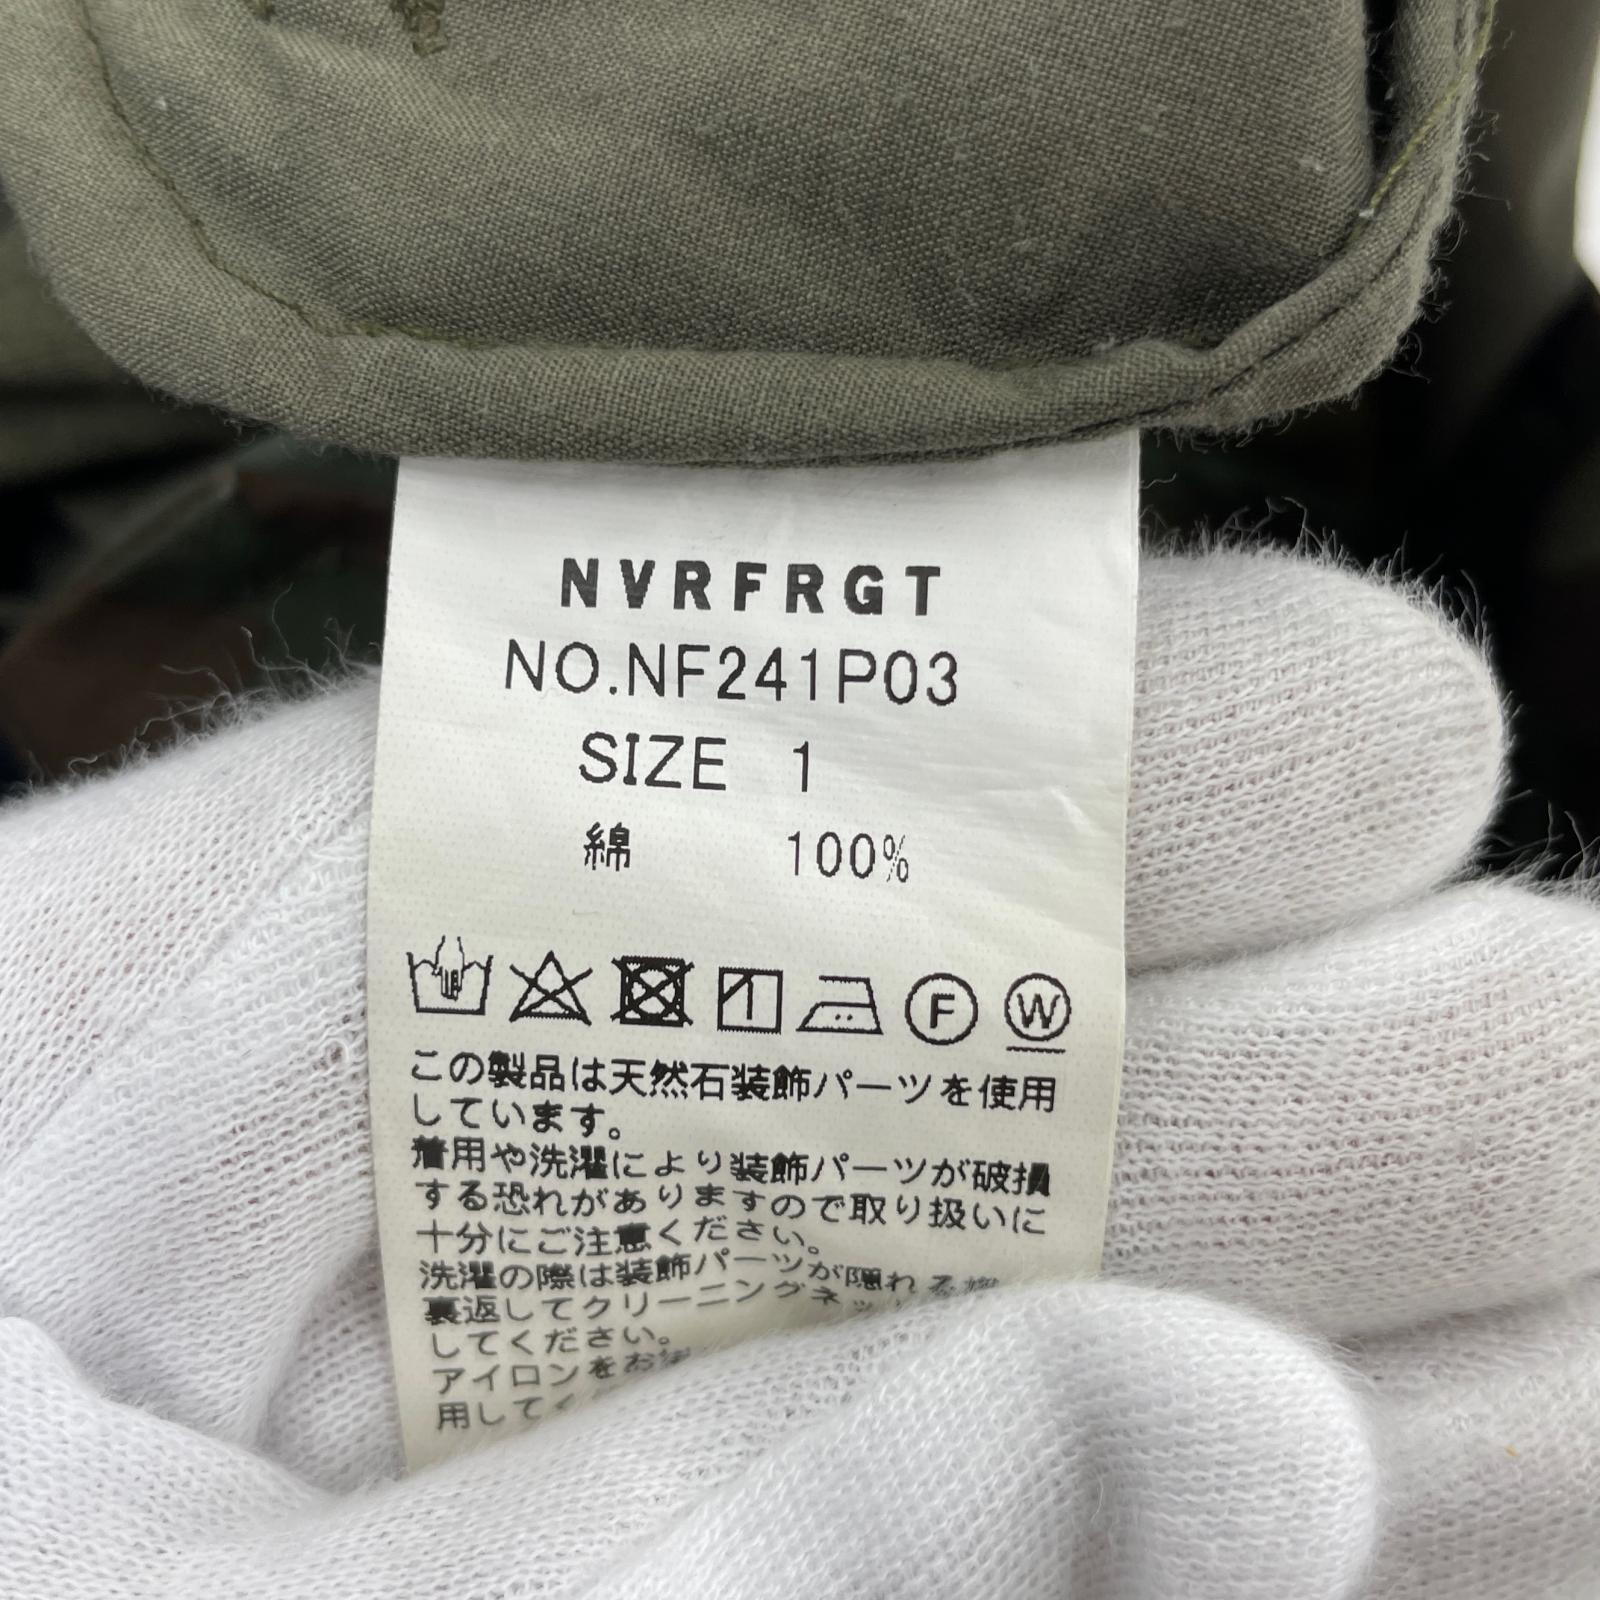 NVRFRGT
NO.NF241P03
SIZE 1
綿 100%
F W
この製品は天然石装飾パーツを使用
しています。
着用や洗濯により装飾パーツが破損
する恐れがありますので取り扱いに
十分にご注意ください。
洗濯の際は装飾パーツが隠れる様
裏返してクリーニングネッ
してください。
アイロンをお
用して